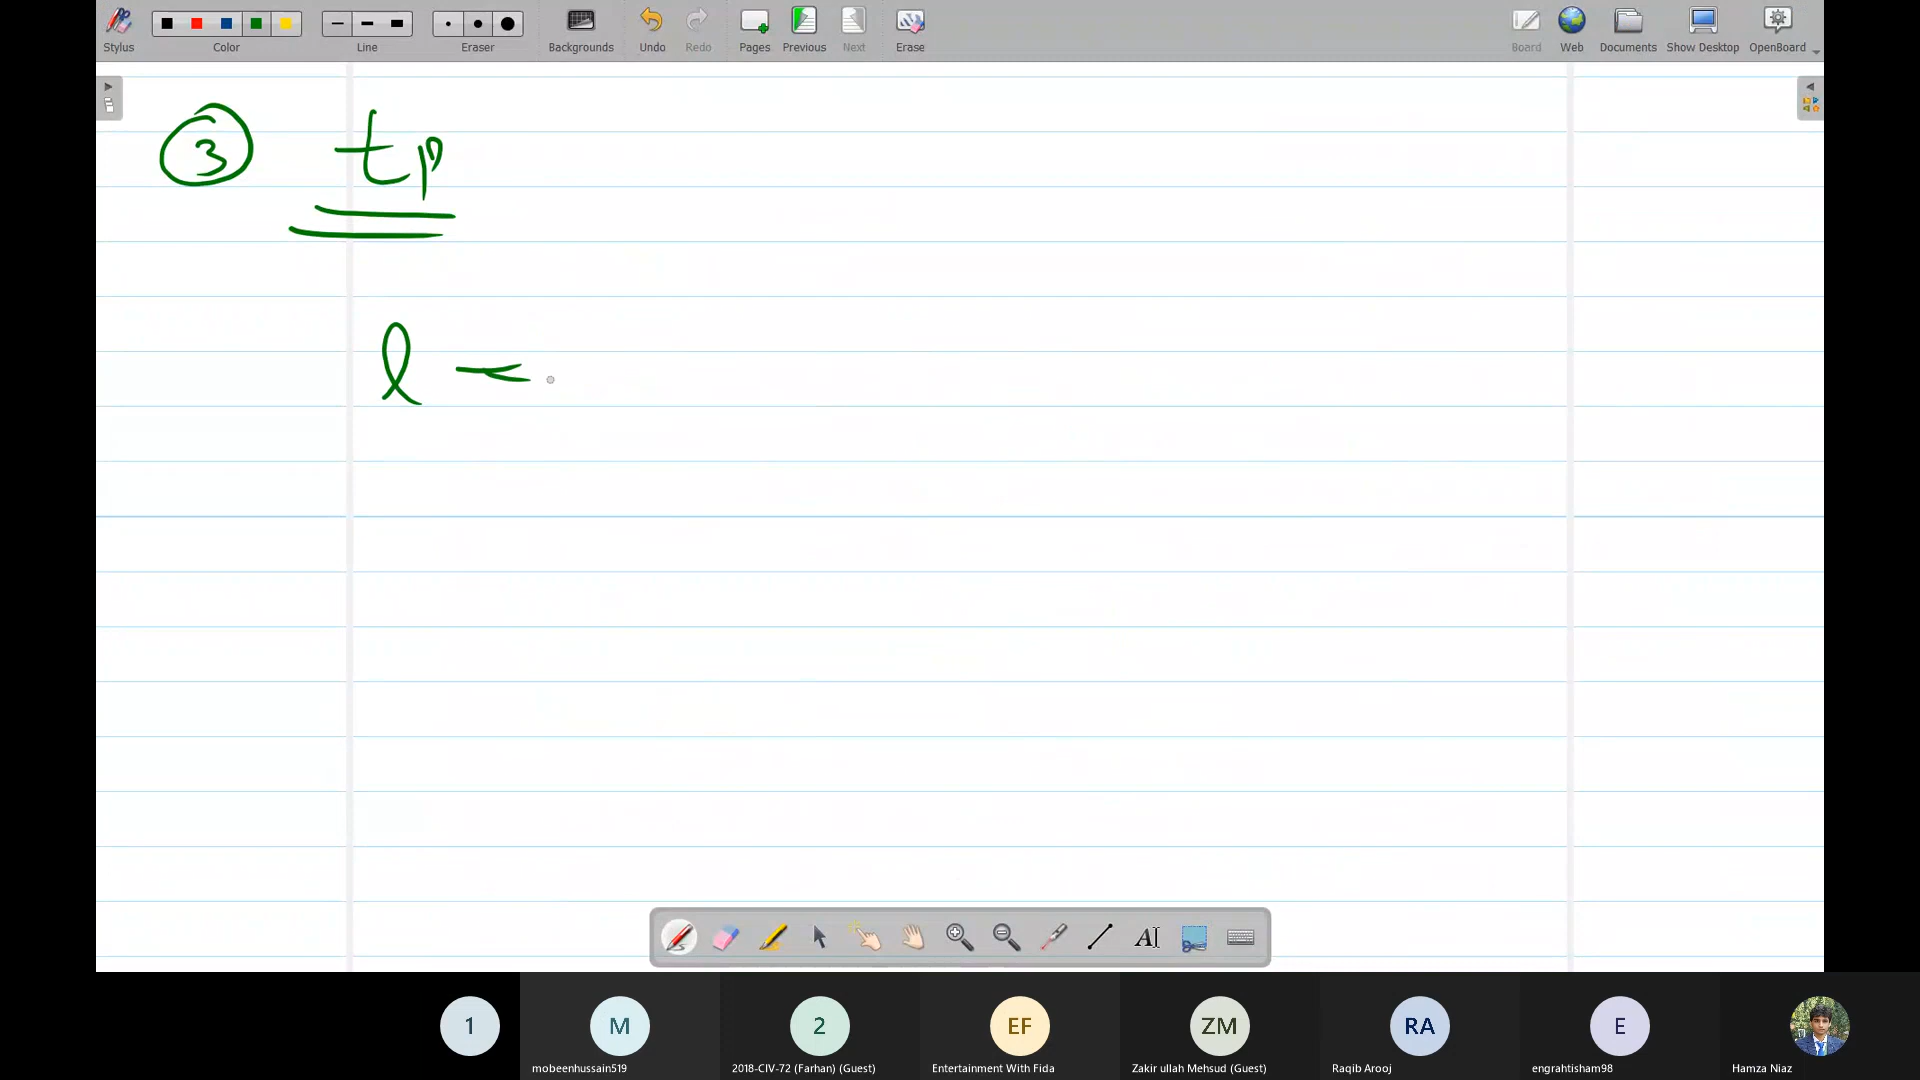 Stylus Color Line Eraser Backgrounds Undo Redo Pages Previous Next Erase Board Web Documents Show Desktop OpenBoard
3 tp
l
1 M 2 EF ZM RA E
mobeenhussain519 2018-CIV-72 (Farhan) (Guest) Entertainment With Fida Zakir ullah Mehsud (Guest) Raqib Arooj engrahtisham98 Hamza Niaz